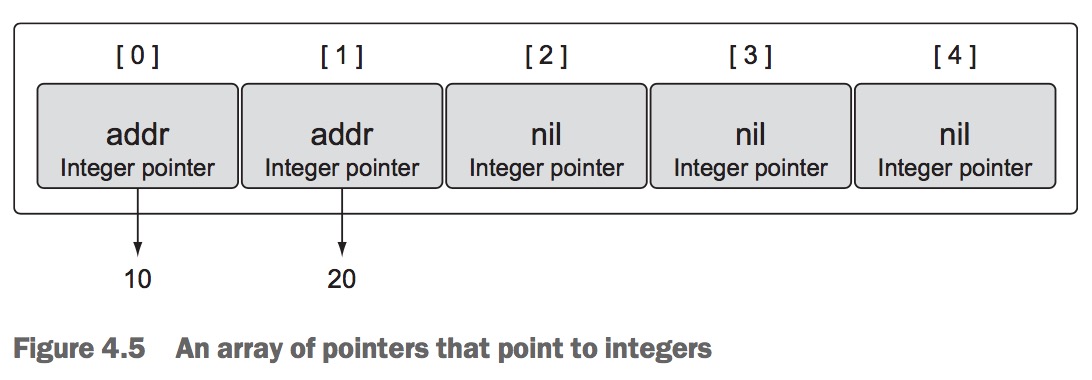 [ 0 ] [ 1 ] [ 2 ] [ 3 ] [ 4 ]
addr addr nil nil nil
Integer pointer Integer pointer Integer pointer Integer pointer Integer pointer
10 20
Figure 4.5 An array of pointers that point to integers